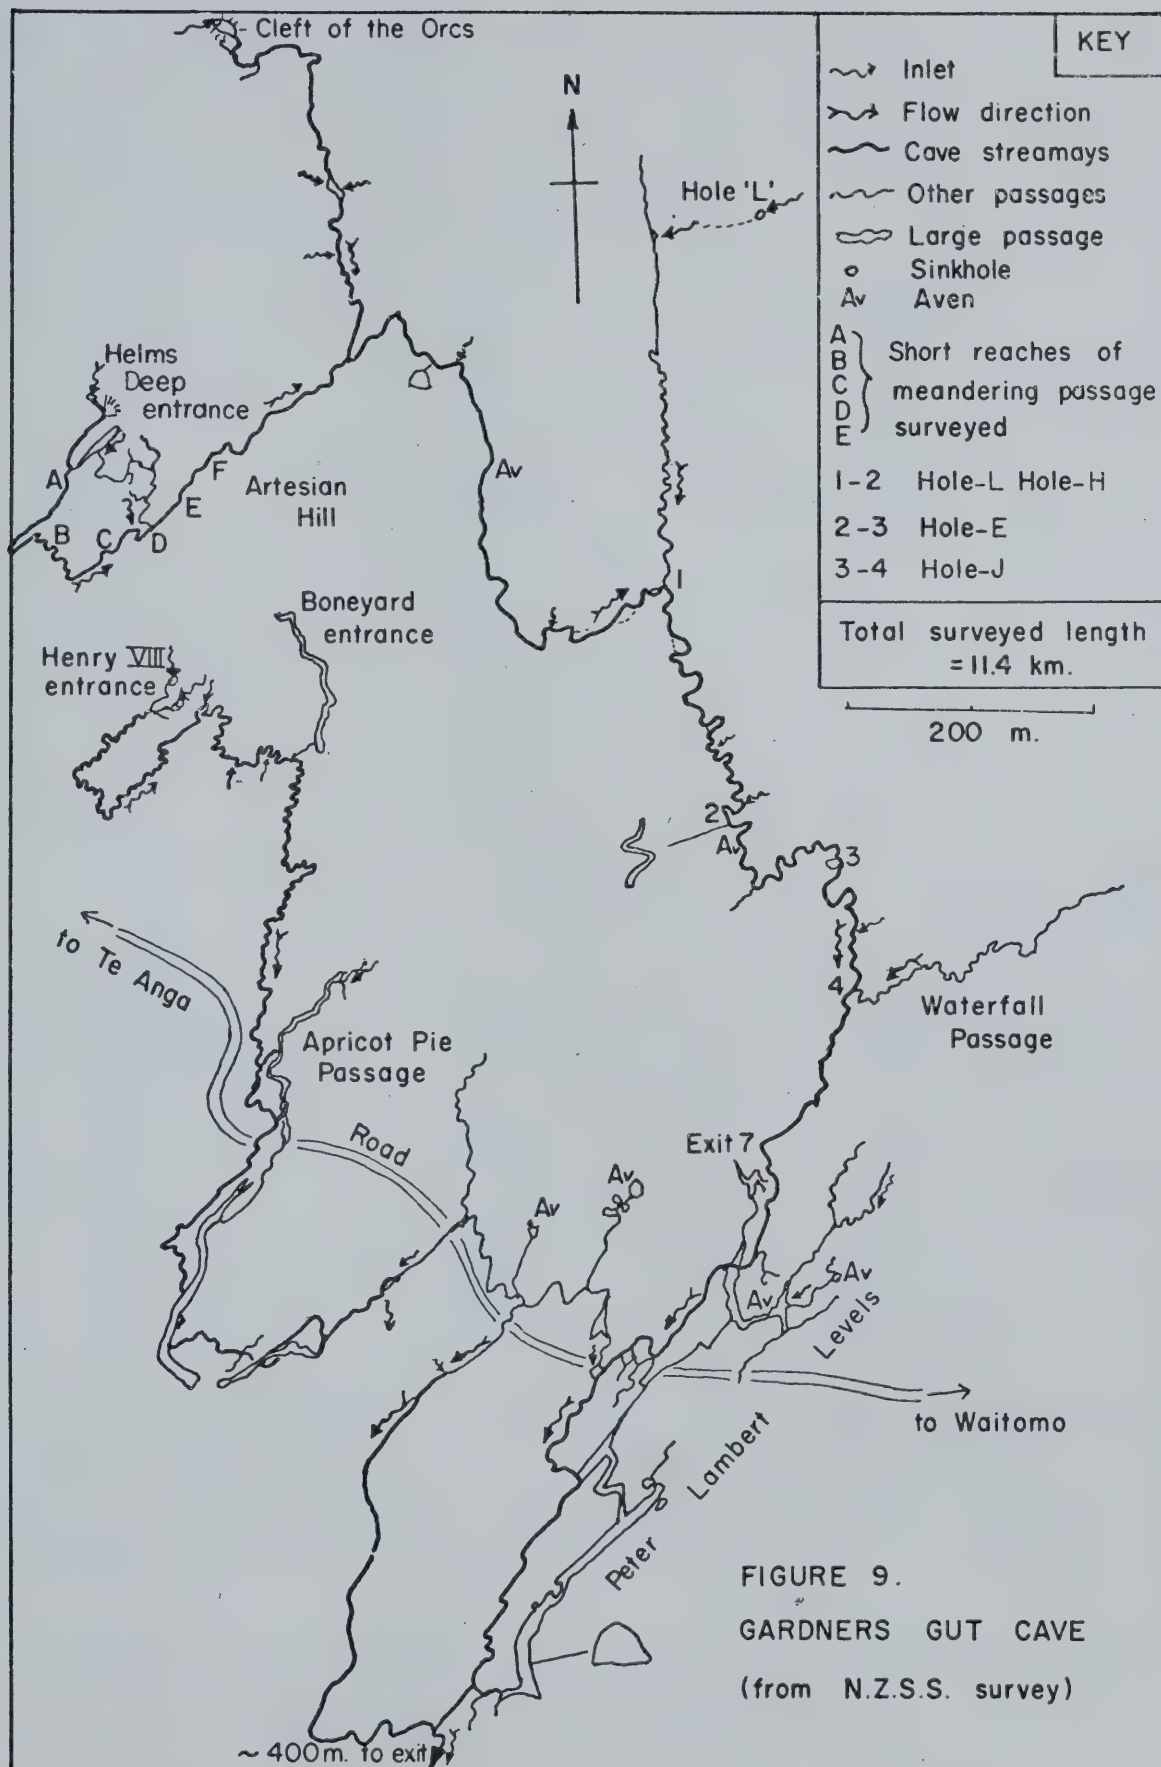 Cleft of the Orcs
N
Hole 'L'
KEY
Inlet
Flow direction
Cave streamays
Other passages
Large passage
Sinkhole
Av Aven
A
B
C
D
E
Short reaches of
meandering passage
surveyed
1-2 Hole-L Hole-H
2-3 Hole-E
3-4 Hole-J
Total surveyed length
= 11.4 km.
200 m.
Helms
Deep
entrance
A
B
C
D
E
F
Artesian
Hill
Av
1
Boneyard
entrance
Henry VIII
entrance
2
Av
3
4
Waterfall
Passage
to Te Anga
Apricot Pie
Passage
Road
Exit 7
Av
Av
Av
Av
Peter Lambert Levels
to Waitomo
~ 400m. to exit
FIGURE 9.
GARDNERS GUT CAVE
(from N.Z.S.S. survey)